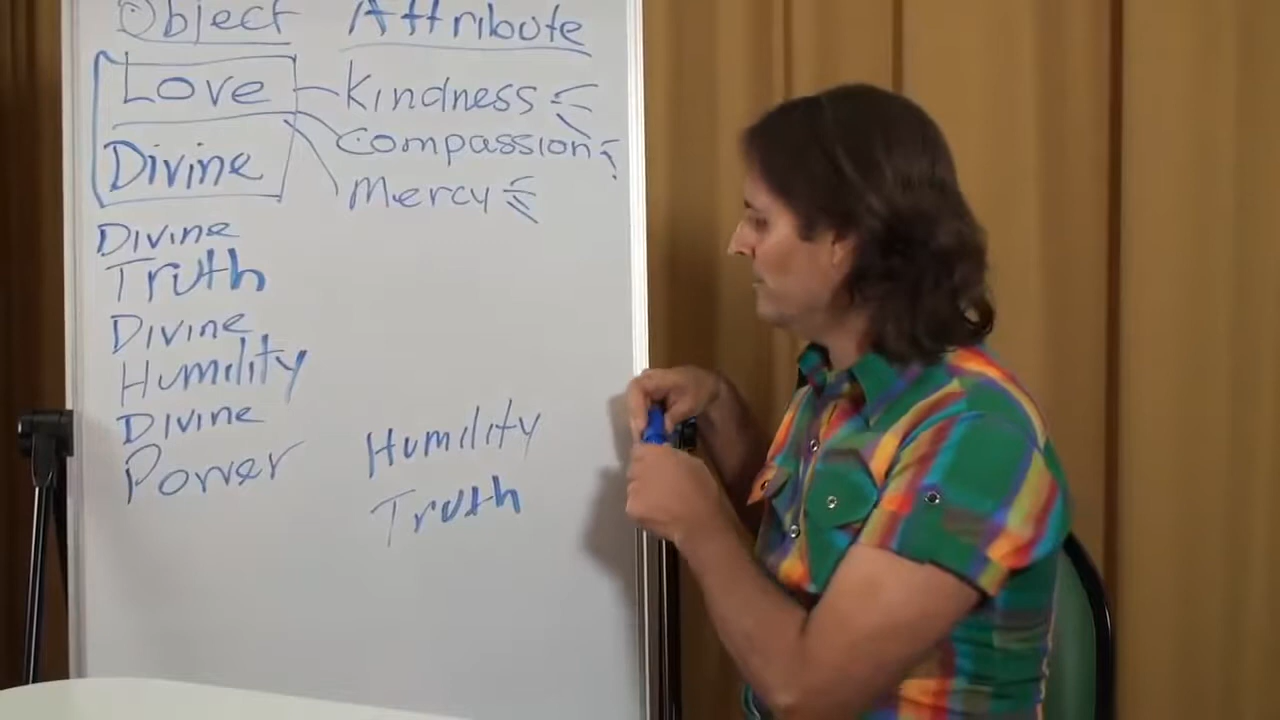 Object Attribute
Love Kindness
Compassion
Divine Mercy
Divine
Truth
Divine
Humility
Divine
Power
Humility
Truth